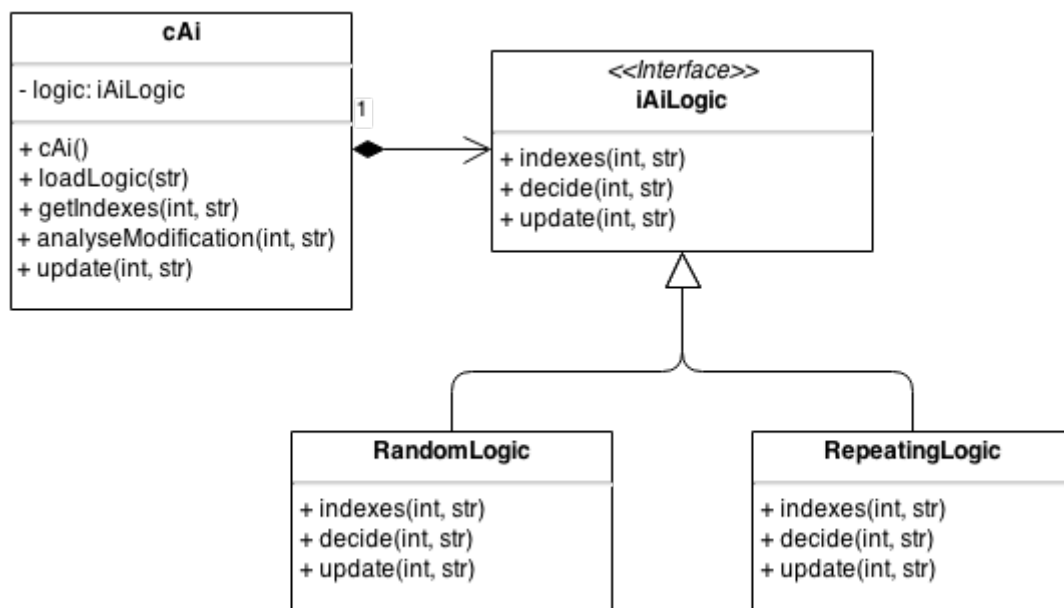 cAi
- logic: iAiLogic
+ cAi()
+ loadLogic(str)
+ getIndexes(int, str)
+ analyseModification(int, str)
+ update(int, str)
1
<<Interface>>
iAiLogic
+ indexes(int, str)
+ decide(int, str)
+ update(int, str)
RandomLogic
+ indexes(int, str)
+ decide(int, str)
+ update(int, str)
RepeatingLogic
+ indexes(int, str)
+ decide(int, str)
+ update(int, str)